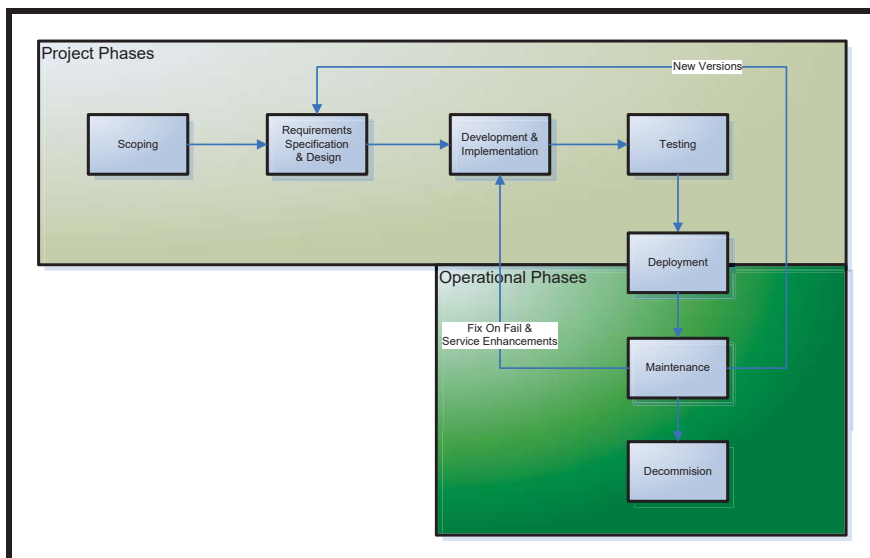 Project Phases
New Versions
Scoping
Requirements
Specification
& Design
Development &
Implementation
Testing
Deployment
Operational Phases
Fix On Fail &
Service Enhancements
Maintenance
Decommision